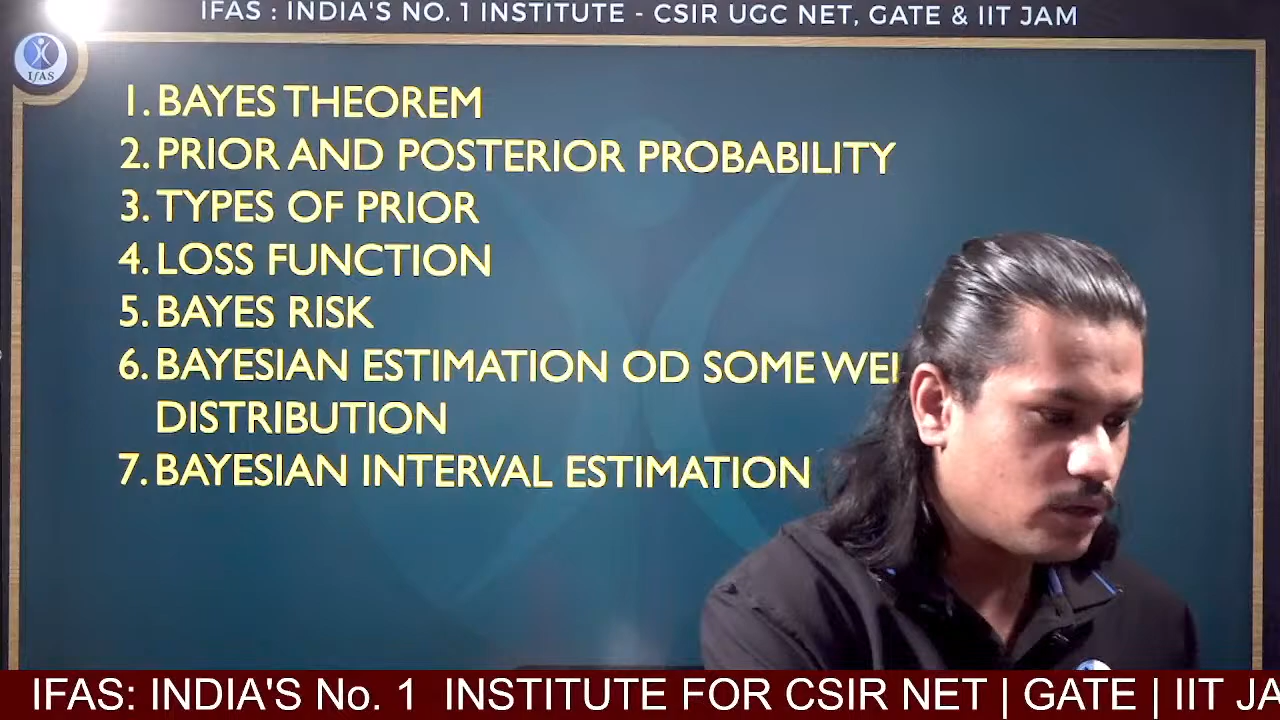 IFAS : INDIA'S NO. 1 INSTITUTE - CSIR UGC NET, GATE & IIT JAM
IfAS
1. BAYES THEOREM
2. PRIOR AND POSTERIOR PROBABILITY
3. TYPES OF PRIOR
4. LOSS FUNCTION
5. BAYES RISK
6. BAYESIAN ESTIMATION OD SOME
DISTRIBUTION
7. BAYESIAN INTERVAL ESTIMATION
IFAS: INDIA'S No. 1 INSTITUTE FOR CSIR NET | GATE | IIT JA